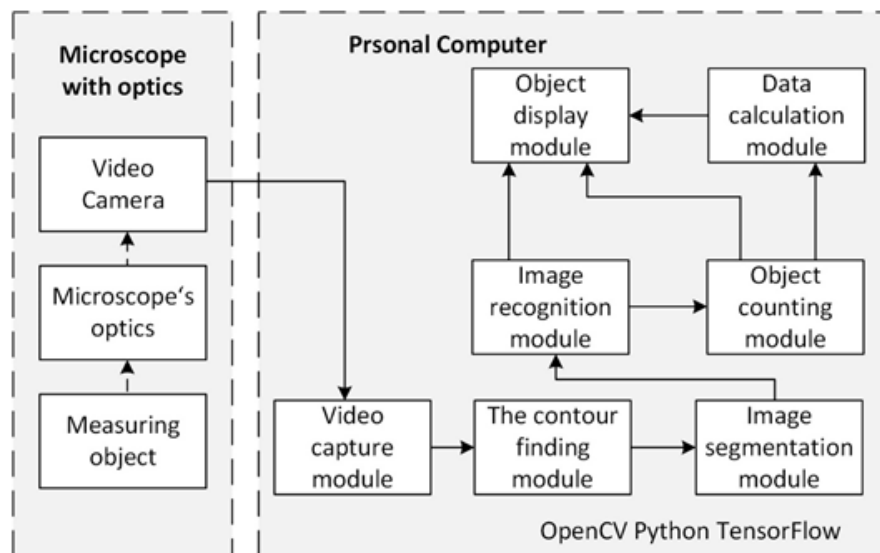 Microscope
with optics
Video
Camera
Microscope‘s
optics
Measuring
object
Prsonal Computer
Object
display
module
Data
calculation
module
Image
recognition
module
Object
counting
module
Video
capture
module
The contour
finding
module
Image
segmentation
module
OpenCV Python TensorFlow